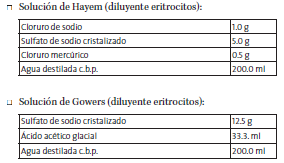 □ Solución de Hayem (diluyente eritrocitos):
Cloruro de sodio 1.0 g
Sulfato de sodio cristalizado 5.0 g
Cloruro mercúrico 0.5 g
Agua destilada c.b.p. 200.0 ml
□ Solución de Gowers (diluyente eritrocitos):
Sulfato de sodio cristalizado 12.5 g
Ácido acético glacial 33.3. ml
Agua destilada c.b.p. 200.0 ml